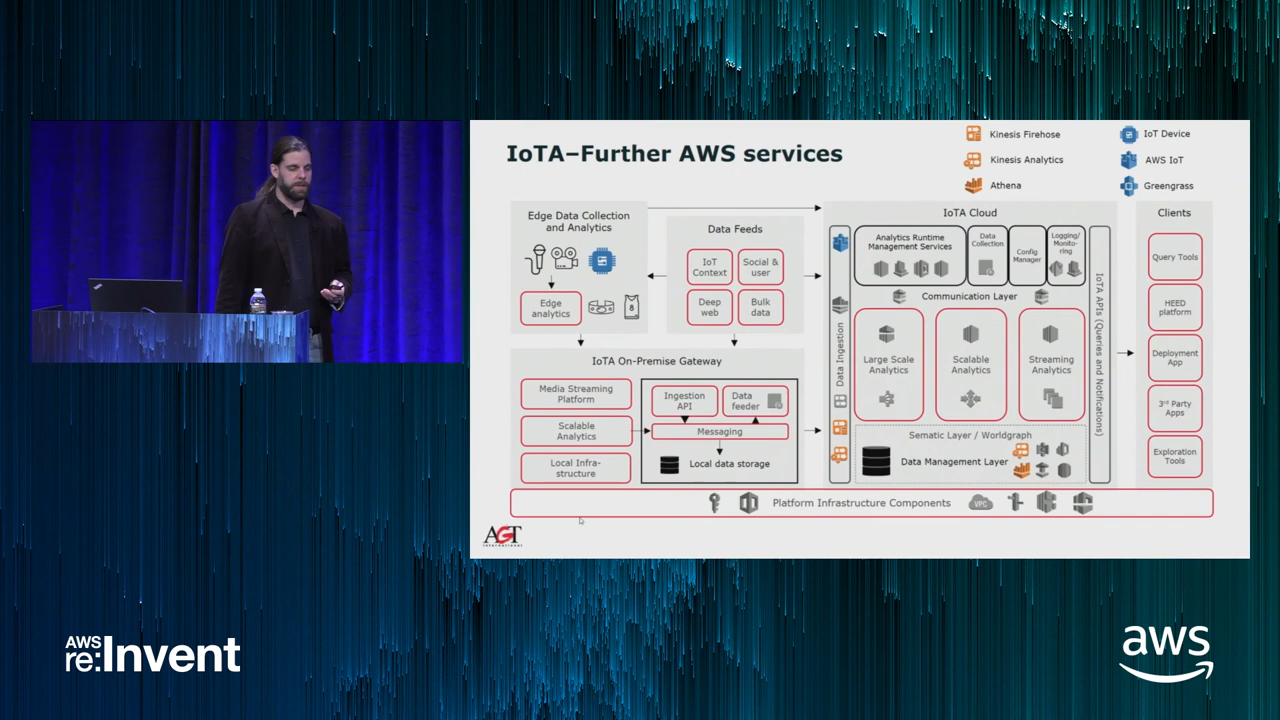 IoTA–Further AWS services
Kinesis Firehose
Kinesis Analytics
Athena
IoT Device
AWS IoT
Greengrass
Edge Data Collection
and Analytics
Edge
analytics
8
Data Feeds
IoT
Context
Social &
user
Deep
web
Bulk
data
IoTA On-Premise Gateway
Media Streaming
Platform
Scalable
Analytics
Local Infra-
structure
Ingestion
API
Data
feeder
Messaging
Local data storage
IoTA Cloud
Data Ingestion
Analytics Runtime
Management Services
Data
Collection
Config
Manager
Logging/
Monito-
ring
Communication Layer
Large Scale
Analytics
Scalable
Analytics
Streaming
Analytics
Sematic Layer / Worldgraph
Data Management Layer
IoTA APIs (Queries and Notifications)
Clients
Query Tools
HEED
platform
Deployment
App
3rd Party
Apps
Exploration
Tools
Platform Infrastructure Components
VPC
AGT
international
AWS
re:Invent
aws